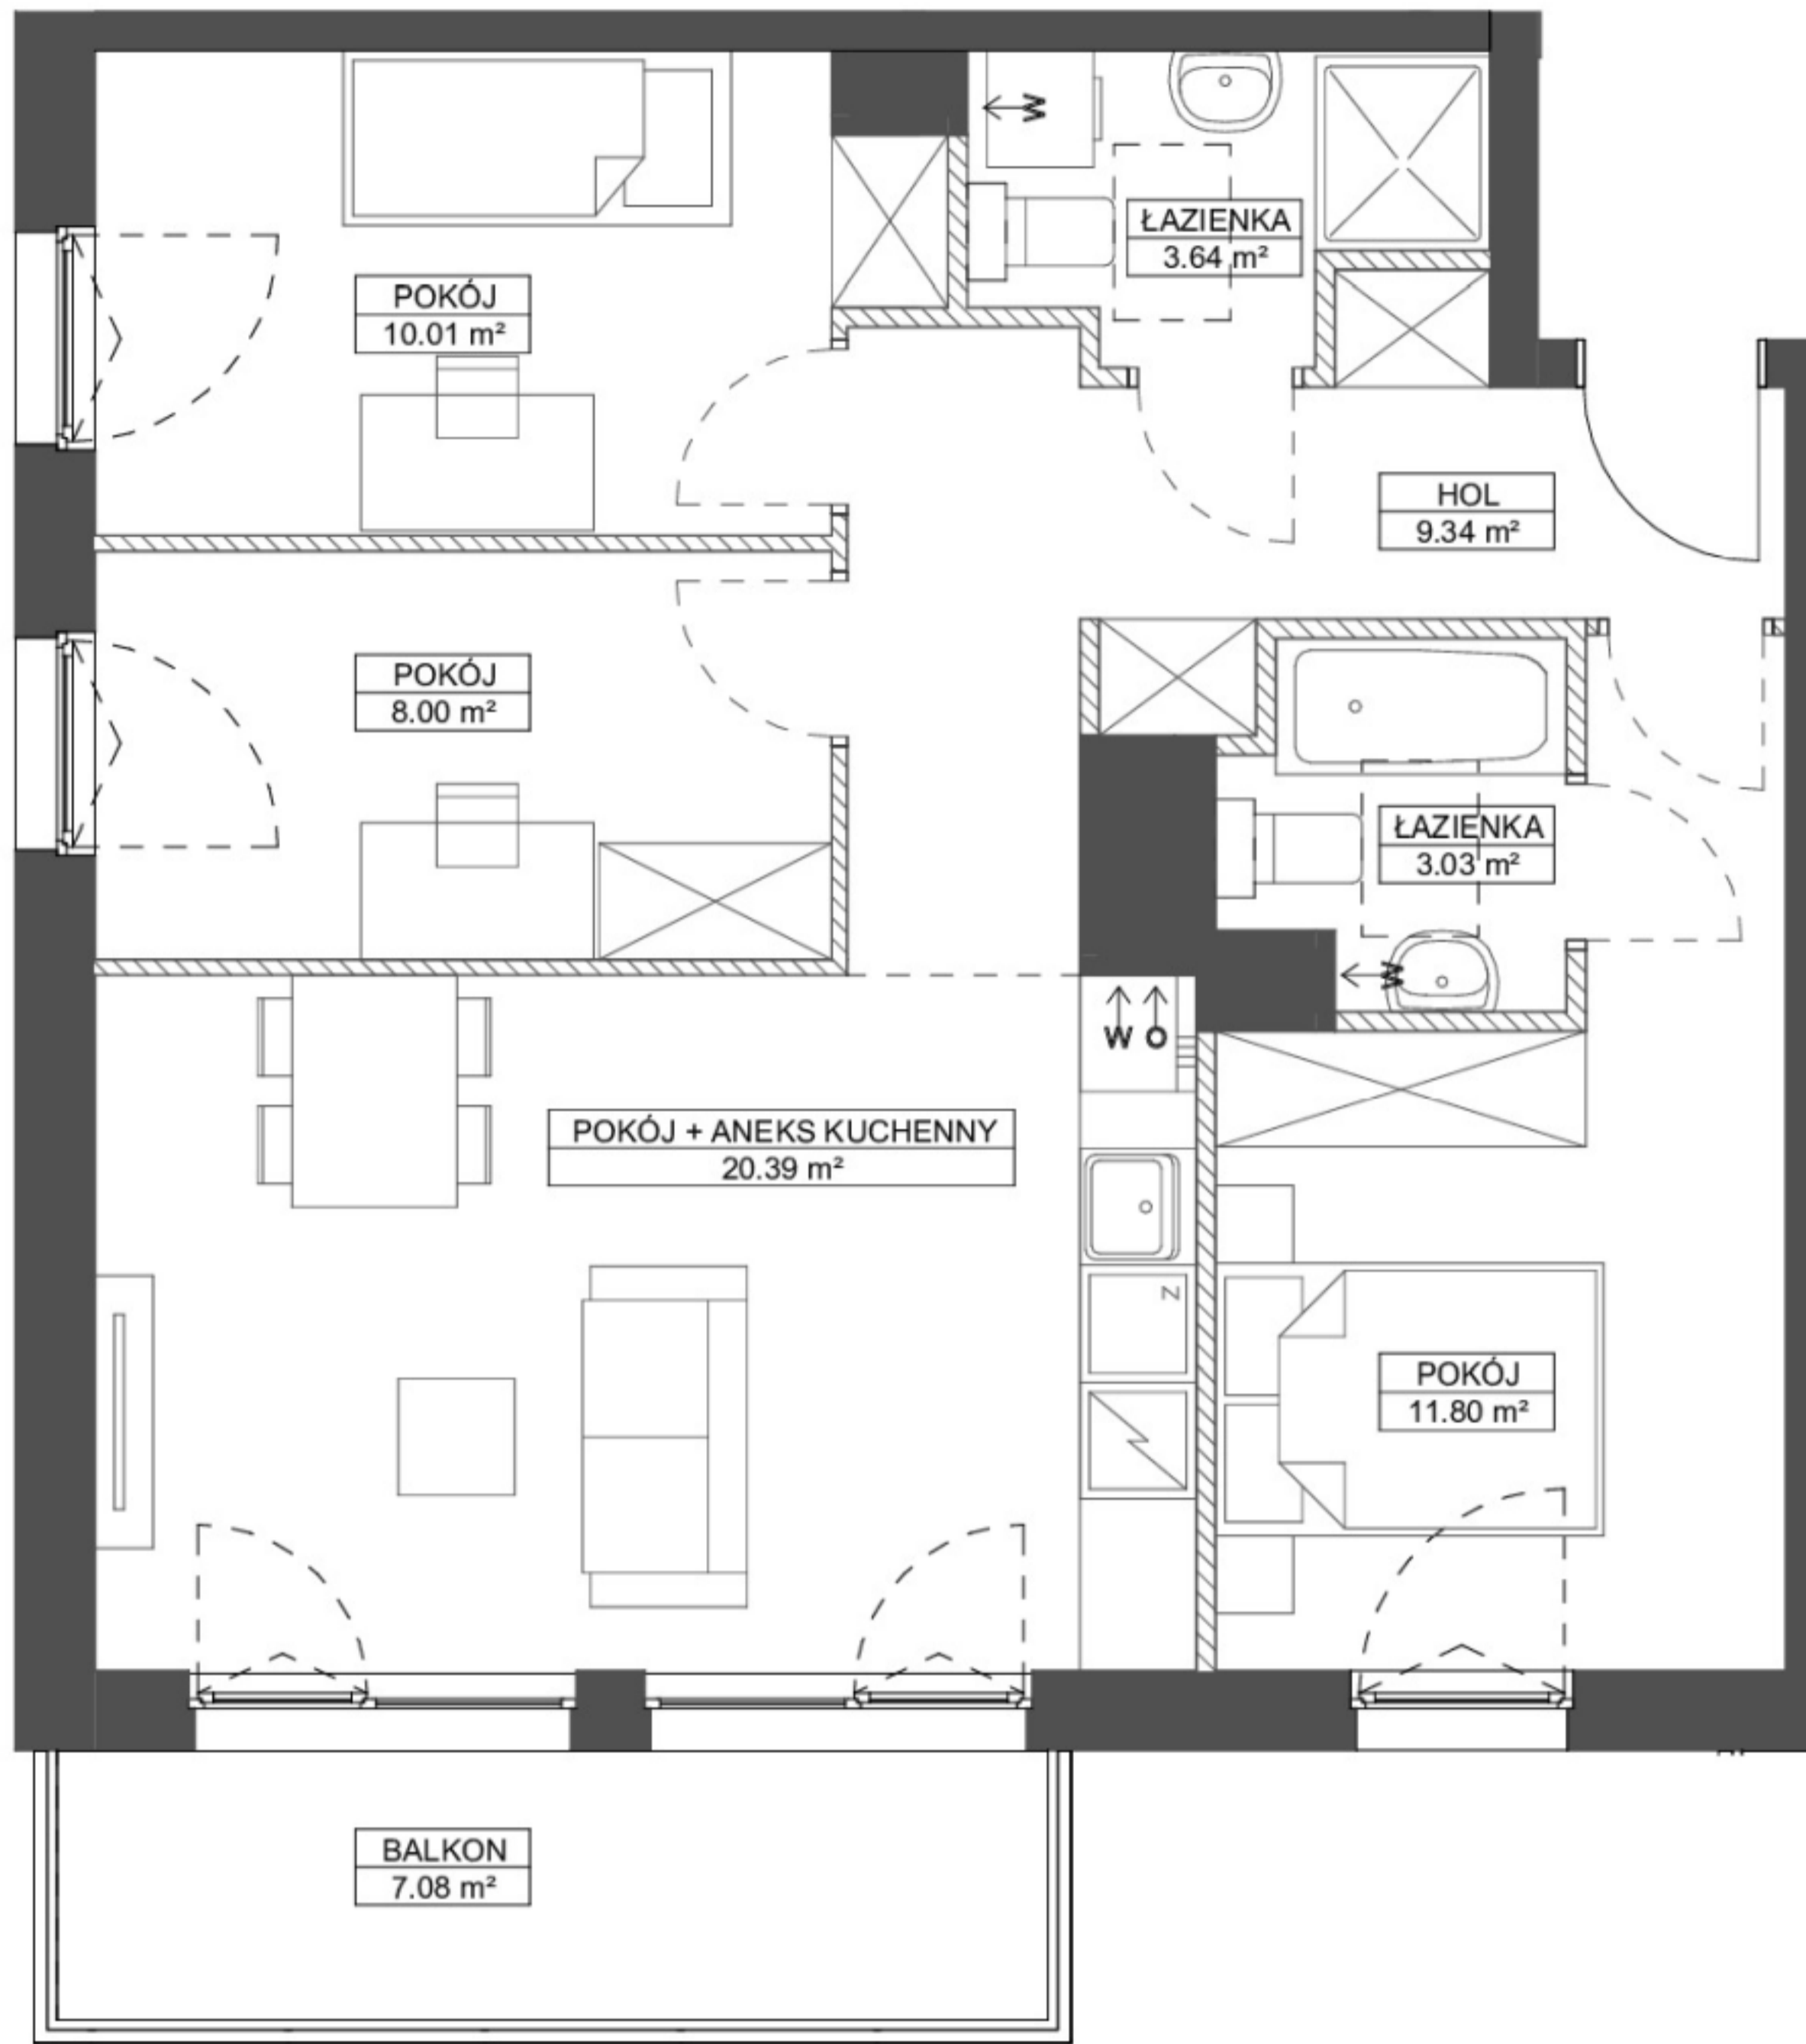 W
ŁAZIENKA
3.64 m²
POKÓJ
10.01 m²
HOL
9.34 m²
POKÓJ
8.00 m²
ŁAZIENKA
3.03 m²
W
W O
POKÓJ + ANEKS KUCHENNY
20.39 m²
Z
POKÓJ
11.80 m²
BALKON
7.08 m²